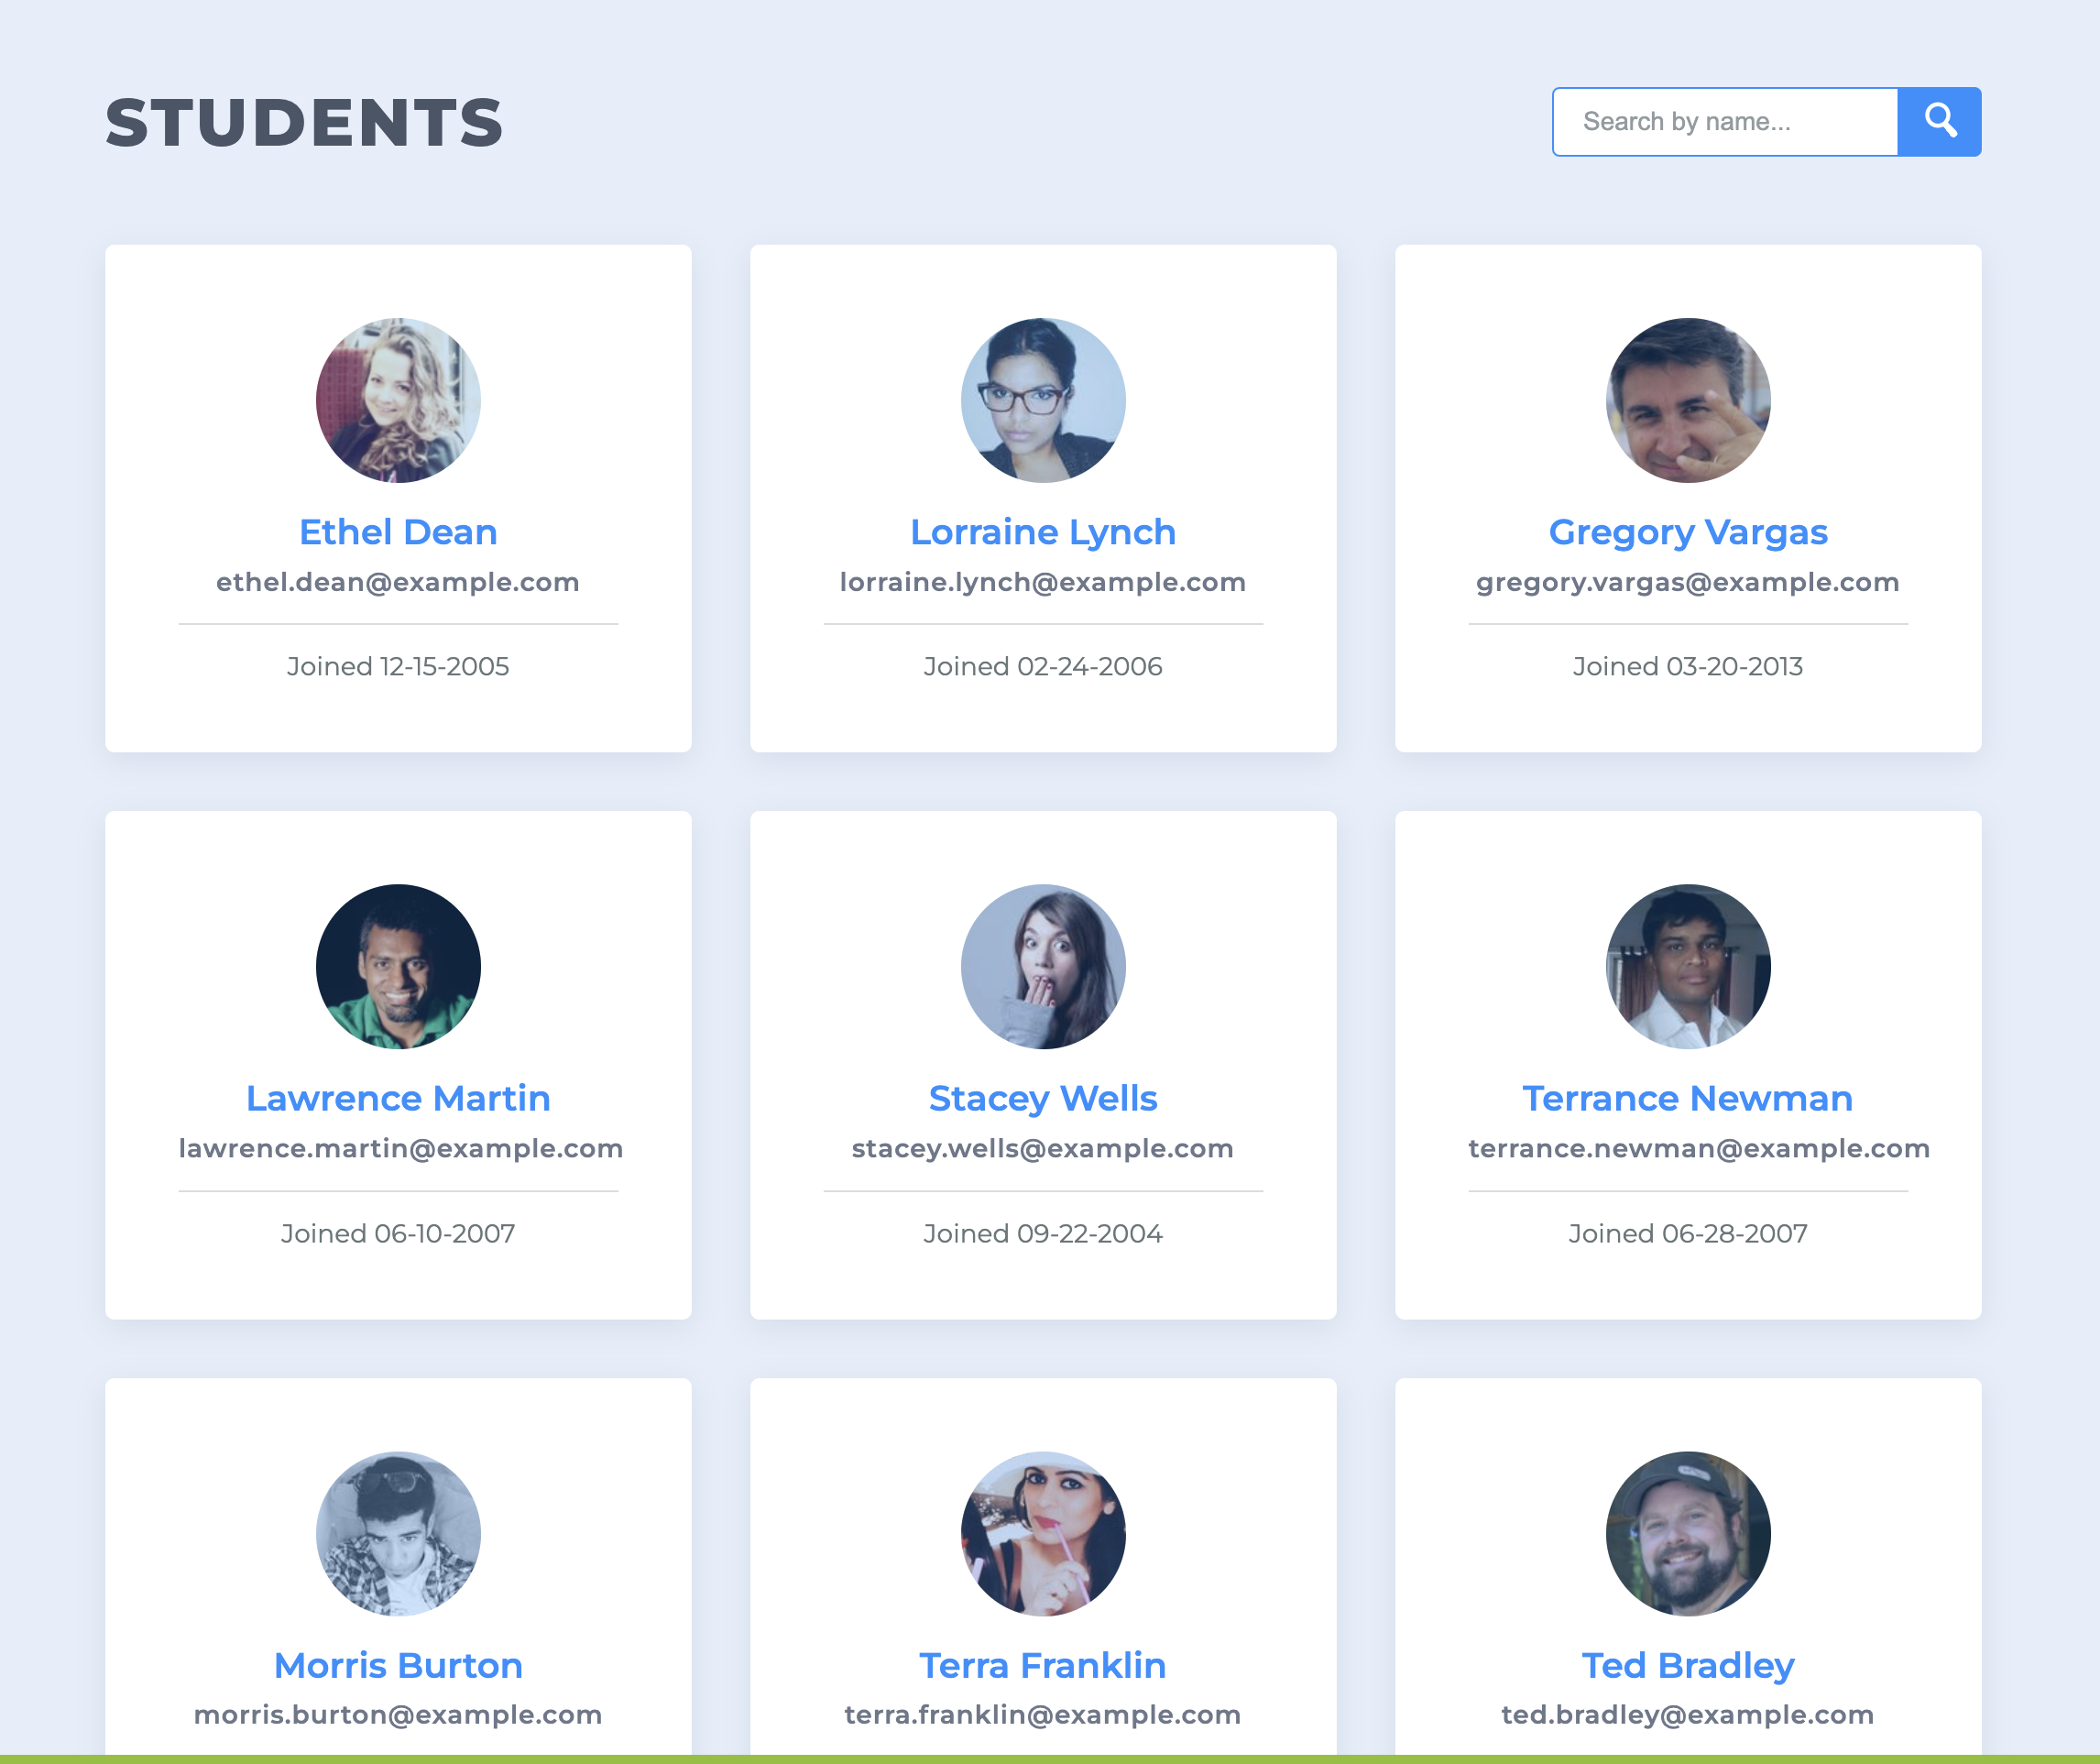 STUDENTS
Search by name...
Ethel Dean
ethel.dean@example.com
Joined 12-15-2005
Lorraine Lynch
lorraine.lynch@example.com
Joined 02-24-2006
Gregory Vargas
gregory.vargas@example.com
Joined 03-20-2013
Lawrence Martin
lawrence.martin@example.com
Joined 06-10-2007
Stacey Wells
stacey.wells@example.com
Joined 09-22-2004
Terrance Newman
terrance.newman@example.com
Joined 06-28-2007
Morris Burton
morris.burton@example.com
Terra Franklin
terra.franklin@example.com
Ted Bradley
ted.bradley@example.com